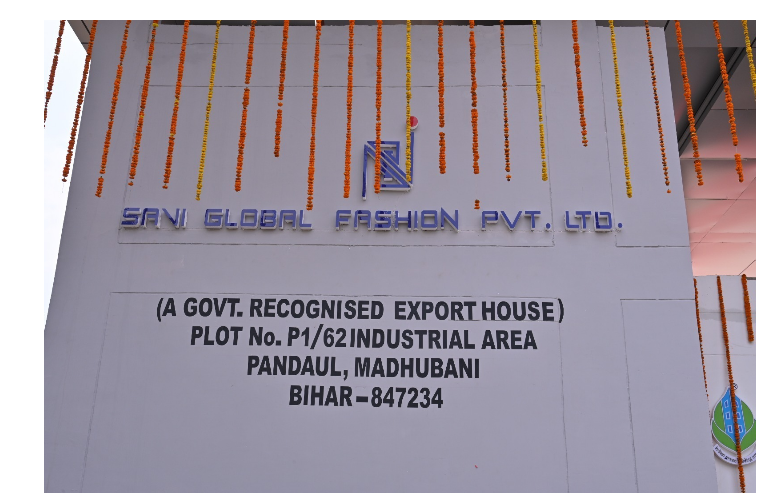 SAVI GLOBAL FASHION PVT. LTD.
(A GOVT. RECOGNISED EXPORT HOUSE)
PLOT No. P1/62 INDUSTRIAL AREA
PANDAUL, MADHUBANI
BIHAR-847234